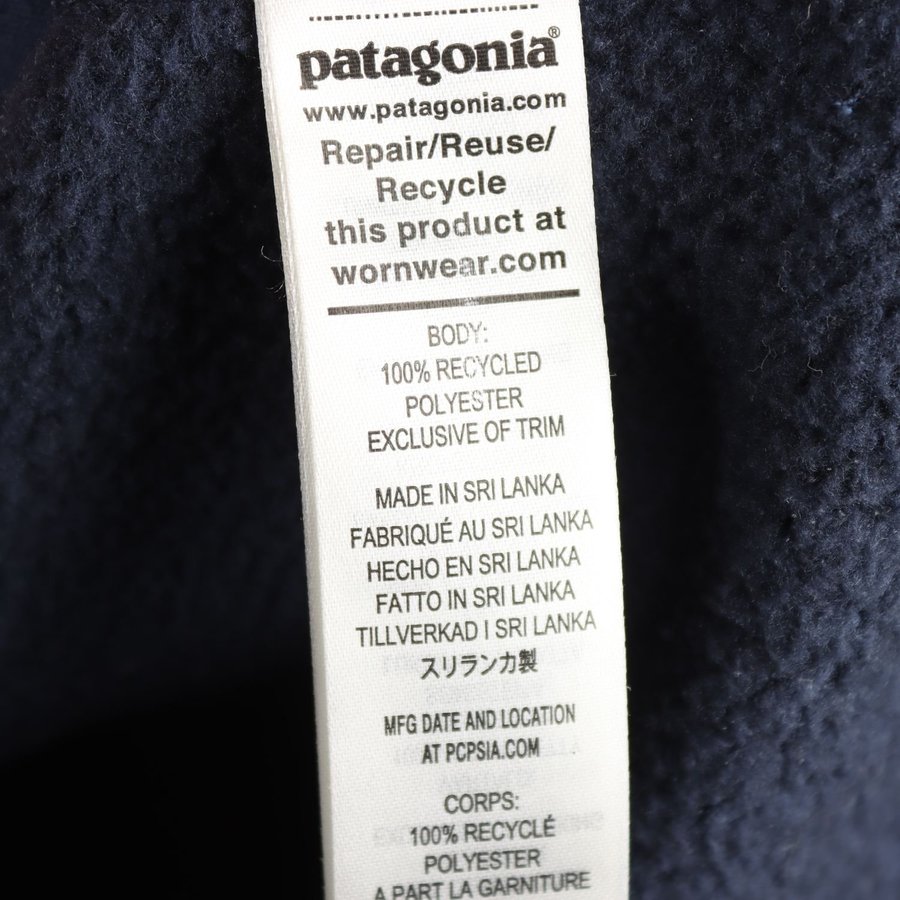 patagonia®
www.patagonia.com
Repair/Reuse/
Recycle
this product at
wornwear.com
BODY:
100% RECYCLED
POLYESTER
EXCLUSIVE OF TRIM
MADE IN SRI LANKA
FABRIQUÉ AU SRI LANKA
HECHO EN SRI LANKA
FATTO IN SRI LANKA
TILLVERKAD I SRI LANKA
スリランカ製
MFG DATE AND LOCATION
AT PCPSIA.COM
CORPS:
100% RECYCLÉ
POLYESTER
A PART LA GARNITURE